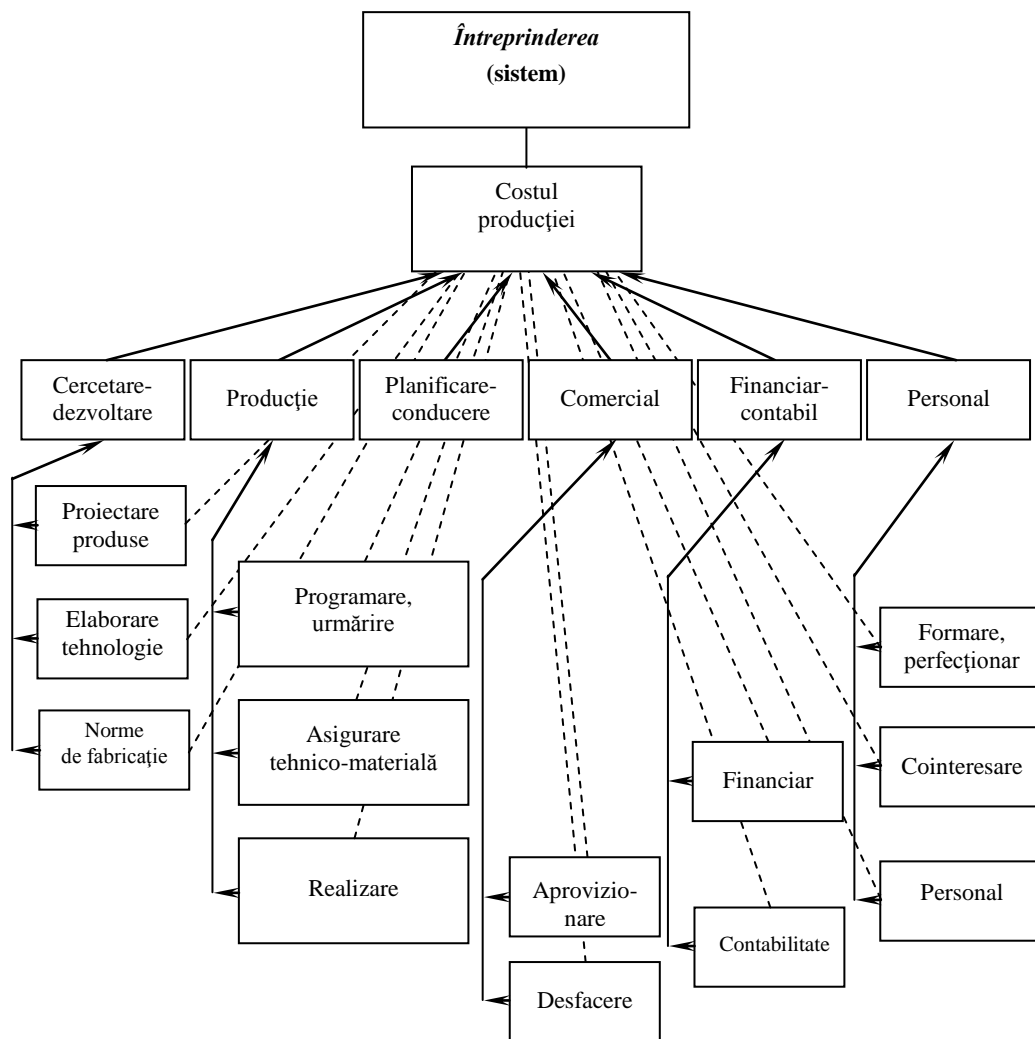 Întreprinderea
(sistem)
Costul
producţiei
Cercetare-
dezvoltare
Producţie
Planificare-
conducere
Comercial
Financiar-
contabil
Personal
Proiectare
produse
Elaborare
tehnologie
Norme
de fabricaţie
Programare,
urmărire
Asigurare
tehnico-materială
Realizare
Aprovizio-
nare
Desfacere
Financiar
Contabilitate
Formare,
perfecţionar
Cointeresare
Personal